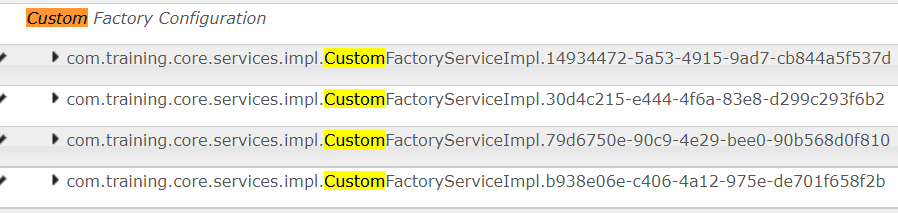 Custom Factory Configuration
com.training.core.services.impl.CustomFactoryServiceImpl.14934472-5a53-4915-9ad7-cb844a5f537d
com.training.core.services.impl.CustomFactoryServiceImpl.30d4c215-e444-4f6a-83e8-d299c293f6b2
com.training.core.services.impl.CustomFactoryServiceImpl.79d6750e-90c9-4e29-bee0-90b568d0f810
com.training.core.services.impl.CustomFactoryServiceImpl.b938e06e-c406-4a12-975e-de701f658f2b